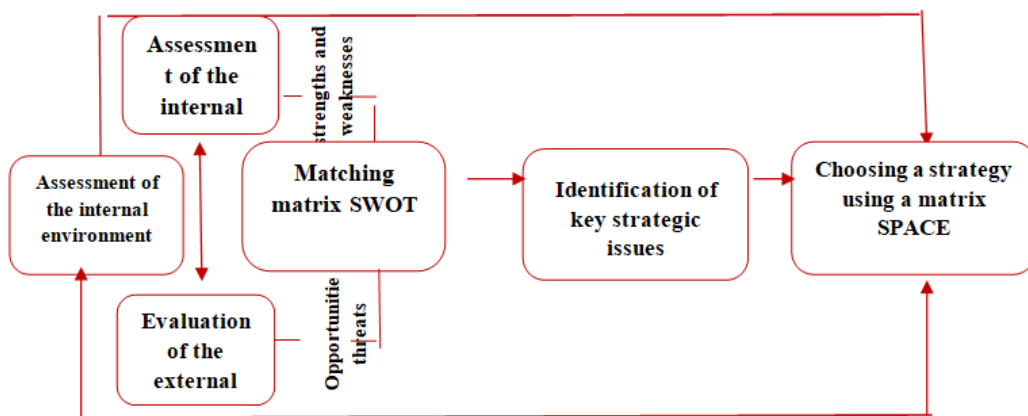 Assessmen
t of the
internal
strengths and
weaknesses
Assessment of
the internal
environment
Matching
matrix SWOT
Identification of
key strategic
issues
Choosing a strategy
using a matrix
SPACE
Evaluation
of the
external
Opportunitie
threats